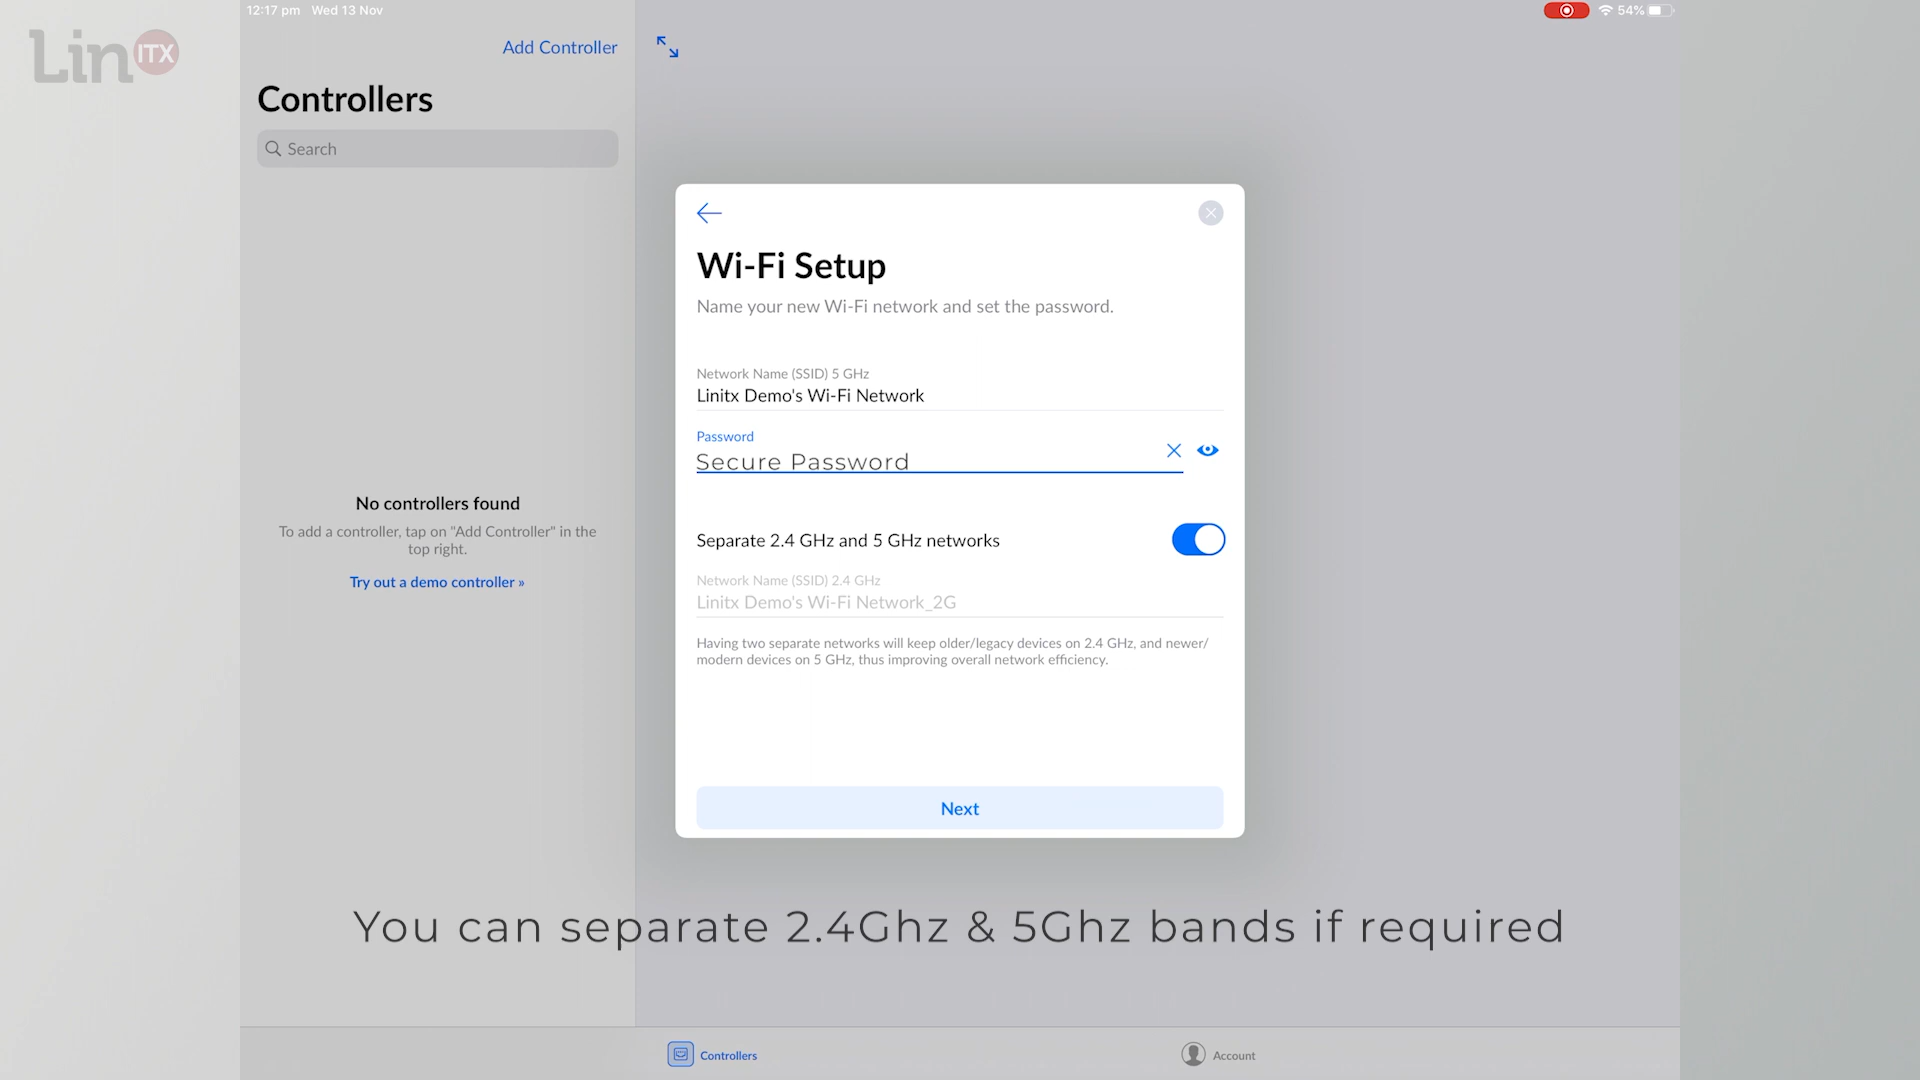 12:17 pm Wed 13 Nov
54%
Lin ITX
Add Controller
Controllers
Search
No controllers found
To add a controller, tap on "Add Controller" in the
top right.
Try out a demo controller »
Wi-Fi Setup
Name your new Wi-Fi network and set the password.
Network Name (SSID) 5 GHz
Linitx Demo's Wi-Fi Network
Password
Secure Password
Separate 2.4 GHz and 5 GHz networks
Network Name (SSID) 2.4 GHz
Linitx Demo's Wi-Fi Network_2G
Having two separate networks will keep older/legacy devices on 2.4 GHz, and newer/
modern devices on 5 GHz, thus improving overall network efficiency.
Next
You can separate 2.4Ghz & 5Ghz bands if required
Controllers
Account